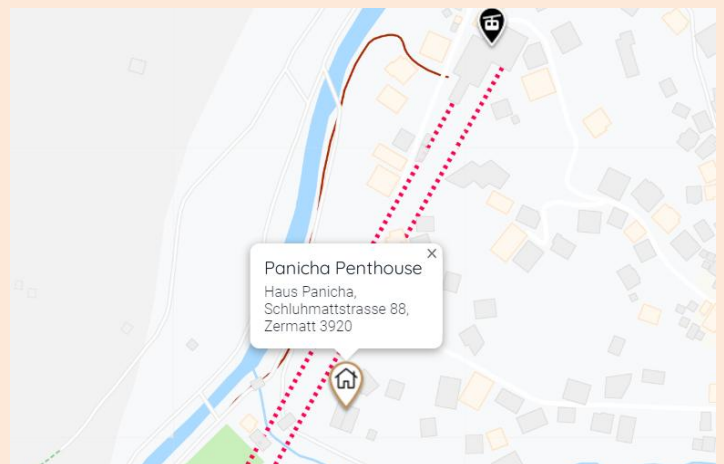 Panicha Penthouse
Haus Panicha,
Schluhmattstrasse 88,
Zermatt 3920